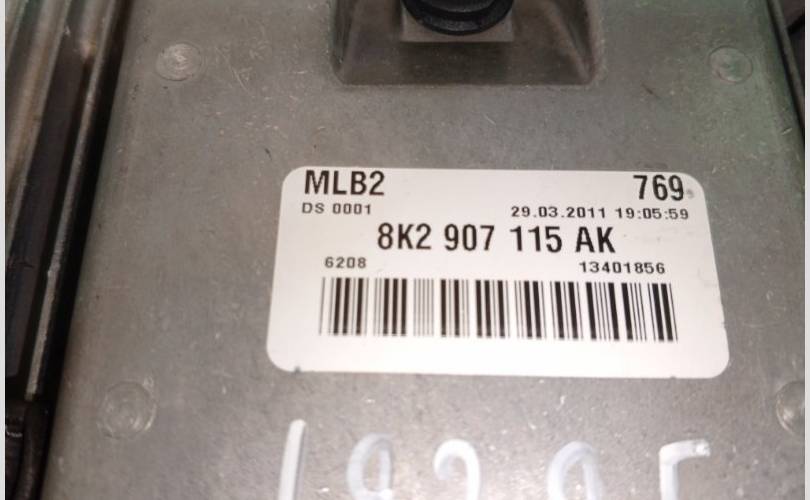 MLB2 769
DS 0001 29.03.2011 19:05:59
8K2 907 115 AK
6208 13401856